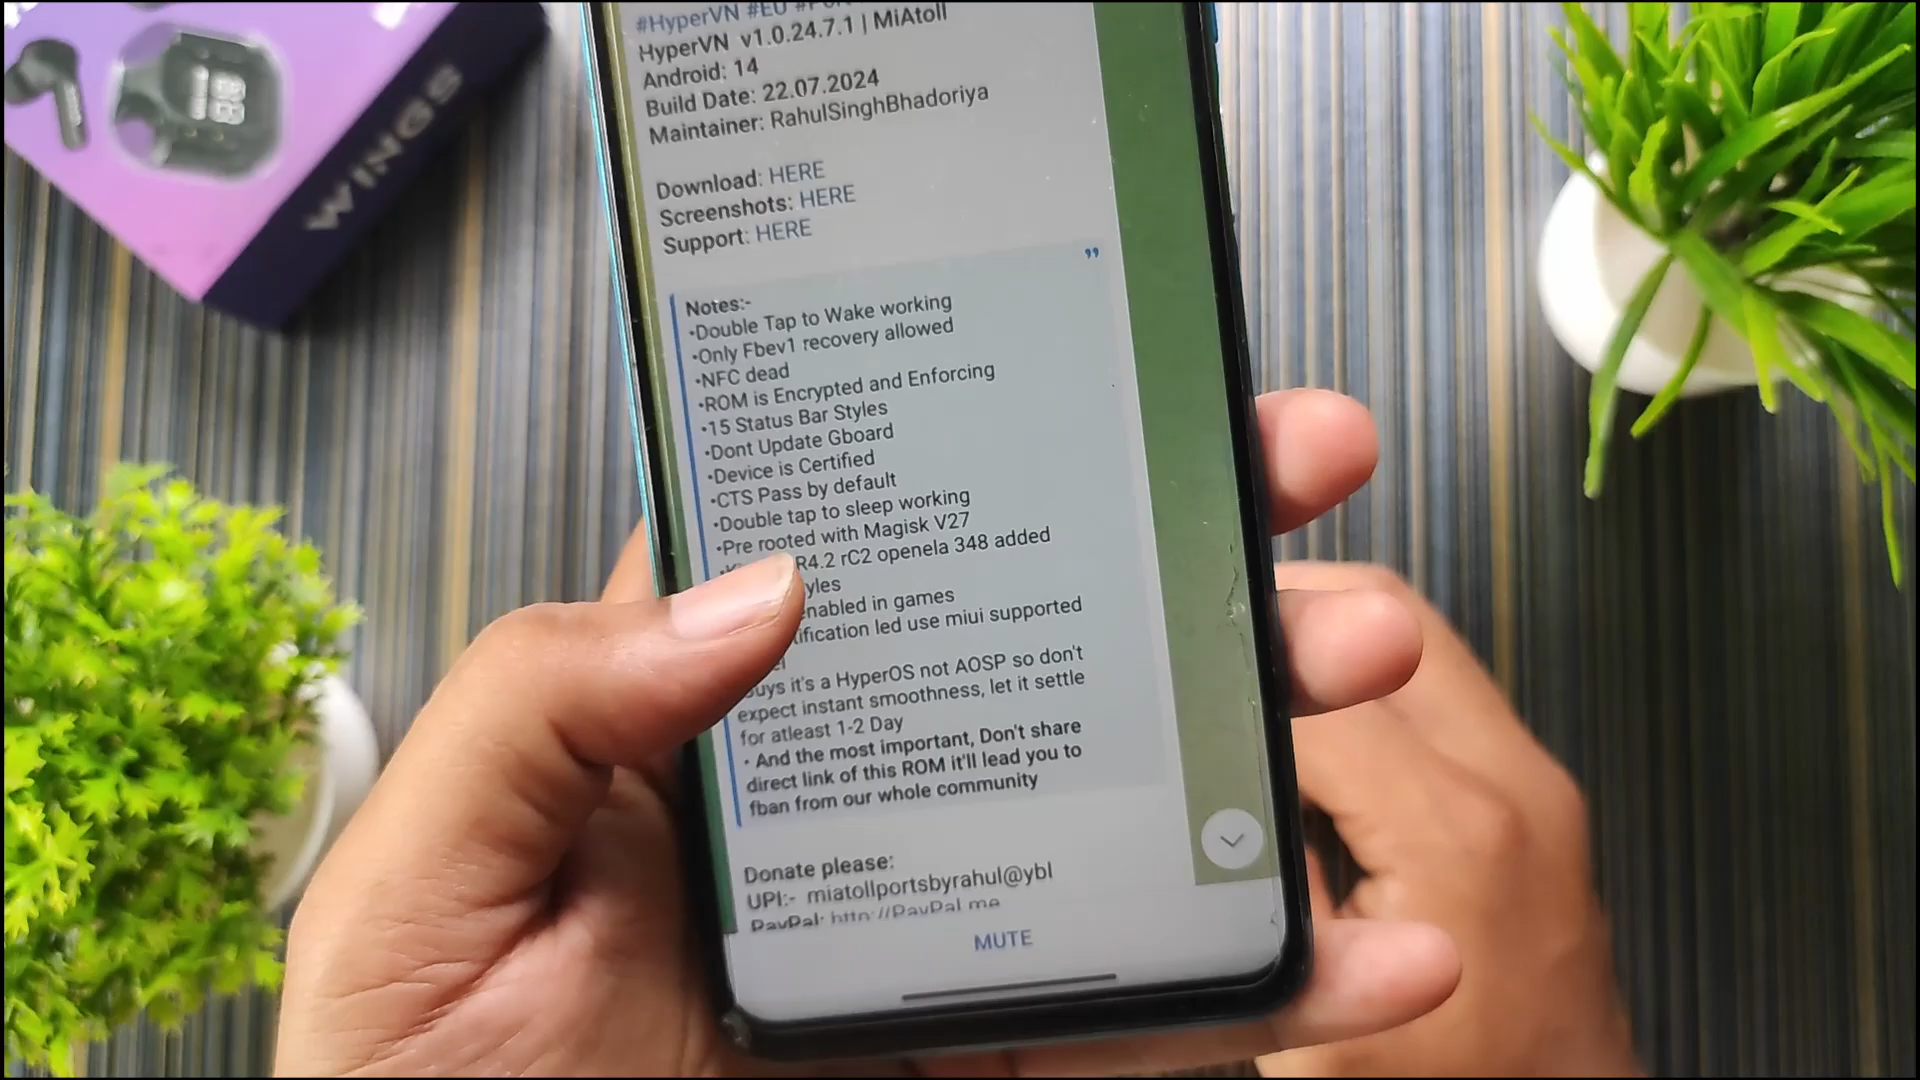 #HyperVN #EU
HyperVN v1.0.24.7.1 | MiAtoll
Android: 14
Build Date: 22.07.2024
Maintainer: RahulSinghBhadoriya
Download: HERE
Screenshots: HERE
Support: HERE
Notes:-
•Double Tap to Wake working
•Only Fbev1 recovery allowed
•NFC dead
•ROM is Encrypted and Enforcing
•15 Status Bar Styles
•Dont Update Gboard
•Device is Certified
•CTS Pass by default
•Double tap to sleep working
•Pre rooted with Magisk V27
R4.2 rC2 openela 348 added
yles
enabled in games
ification led use miui supported
uys it's a HyperOS not AOSP so don't
expect instant smoothness, let it settle
for atleast 1-2 Day
• And the most important, Don't share
direct link of this ROM it'll lead you to
fban from our whole community
Donate please:
UPI:- miatollportsbyrahul@ybl
PayPal: http://PayPal.me
MUTE
WINGS